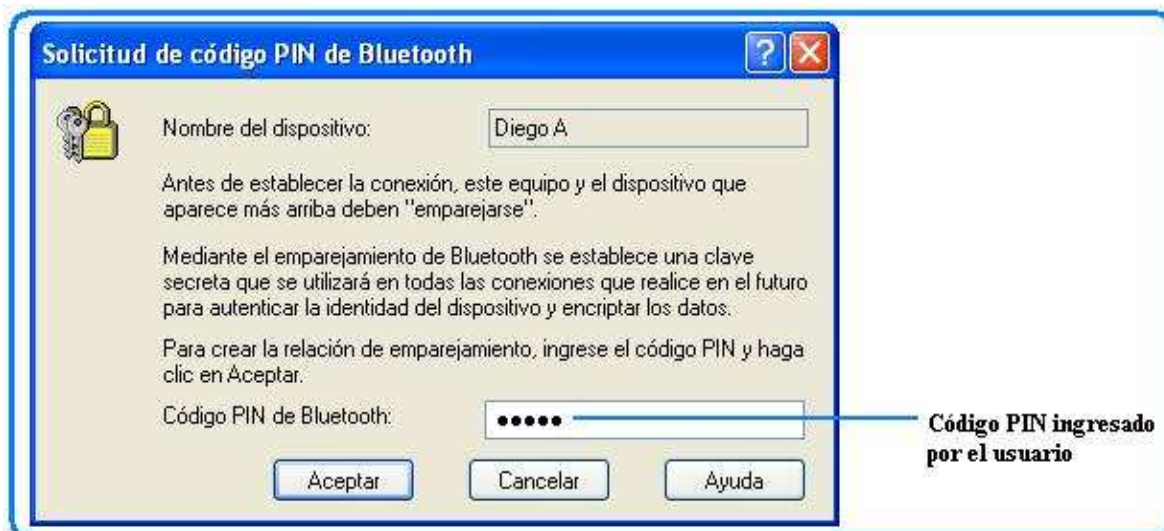 Solicitud de código PIN de Bluetooth
Nombre del dispositivo: Diego A
Antes de establecer la conexión, este equipo y el dispositivo que
aparece más arriba deben "emparejarse".
Mediante el emparejamiento de Bluetooth se establece una clave
secreta que se utilizará en todas las conexiones que realice en el futuro
para autenticar la identidad del dispositivo y encriptar los datos.
Para crear la relación de emparejamiento, ingrese el código PIN y haga
clic en Aceptar.
Código PIN de Bluetooth: •••••
Código PIN ingresado
por el usuario
Aceptar Cancelar Ayuda